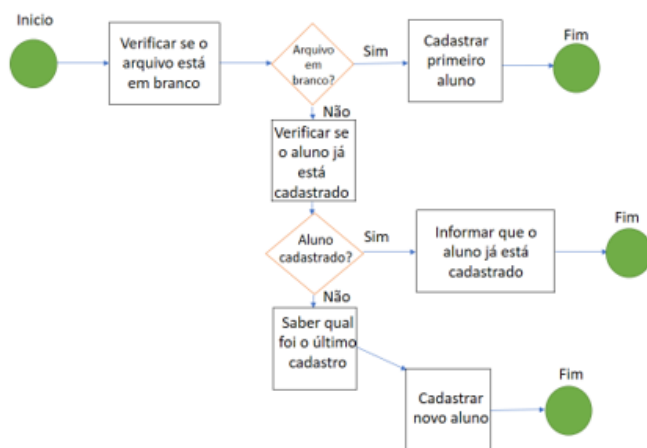 Inicio
Verificar se o
arquivo está
em branco
Arquivo
em
branco?
Sim
Cadastrar
primeiro
aluno
Fim
Não
Verificar se
o aluno já
está
cadastrado
Aluno
cadastrado?
Sim
Informar que o
aluno já está
cadastrado
Fim
Não
Saber qual
foi o último
cadastro
Cadastrar
novo aluno
Fim